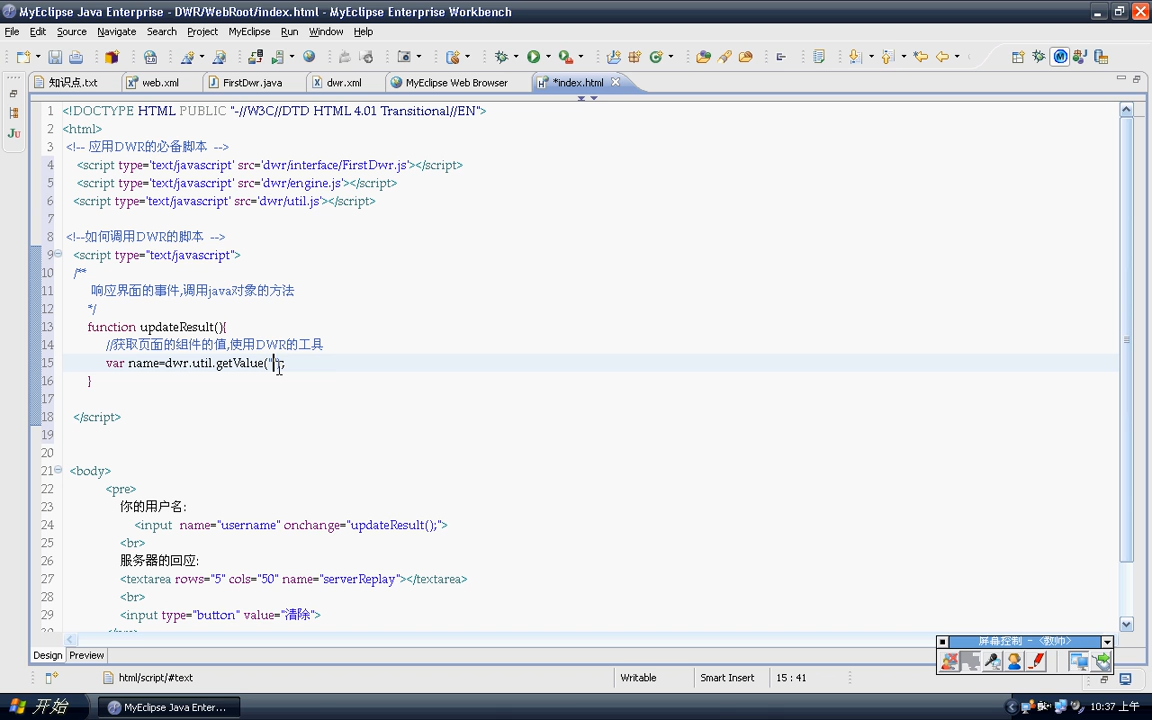 MyEclipse Java Enterprise - DWR/WebRoot/index.html - MyEclipse Enterprise Workbench
File Edit Source Navigate Search Project MyEclipse Run Window Help
知识点.txt web.xml FirstDwr.java dwr.xml MyEclipse Web Browser *index.html
1 <!DOCTYPE HTML PUBLIC "-//W3C//DTD HTML 4.01 Transitional//EN">
2 <html>
3 <!-- 应用DWR的必备脚本 -->
4 <script type='text/javascript' src='dwr/interface/FirstDwr.js'></script>
5 <script type='text/javascript' src='dwr/engine.js'></script>
6 <script type='text/javascript' src='dwr/util.js'></script>
7
8 <!--如何调用DWR的脚本 -->
9 <script type="text/javascript">
10 /**
11 响应界面的事件,调用java对象的方法
12 */
13 function updateResult(){
14 //获取页面的组件的值,使用DWR的工具
15 var name=dwr.util.getValue("
16 }
17
18 </script>
19
20
21 <body>
22 <pre>
23 你的用户名:
24 <input name="username" onchange="updateResult();">
25 <br>
26 服务器的回应:
27 <textarea rows="5" cols="50" name="serverReplay"></textarea>
28 <br>
29 <input type="button" value="清除">
Design Preview
屏幕控制 - <教帅>
html/script/#text Writable Smart Insert 15 : 41
开始 MyEclipse Java Enter... 10:37 上午